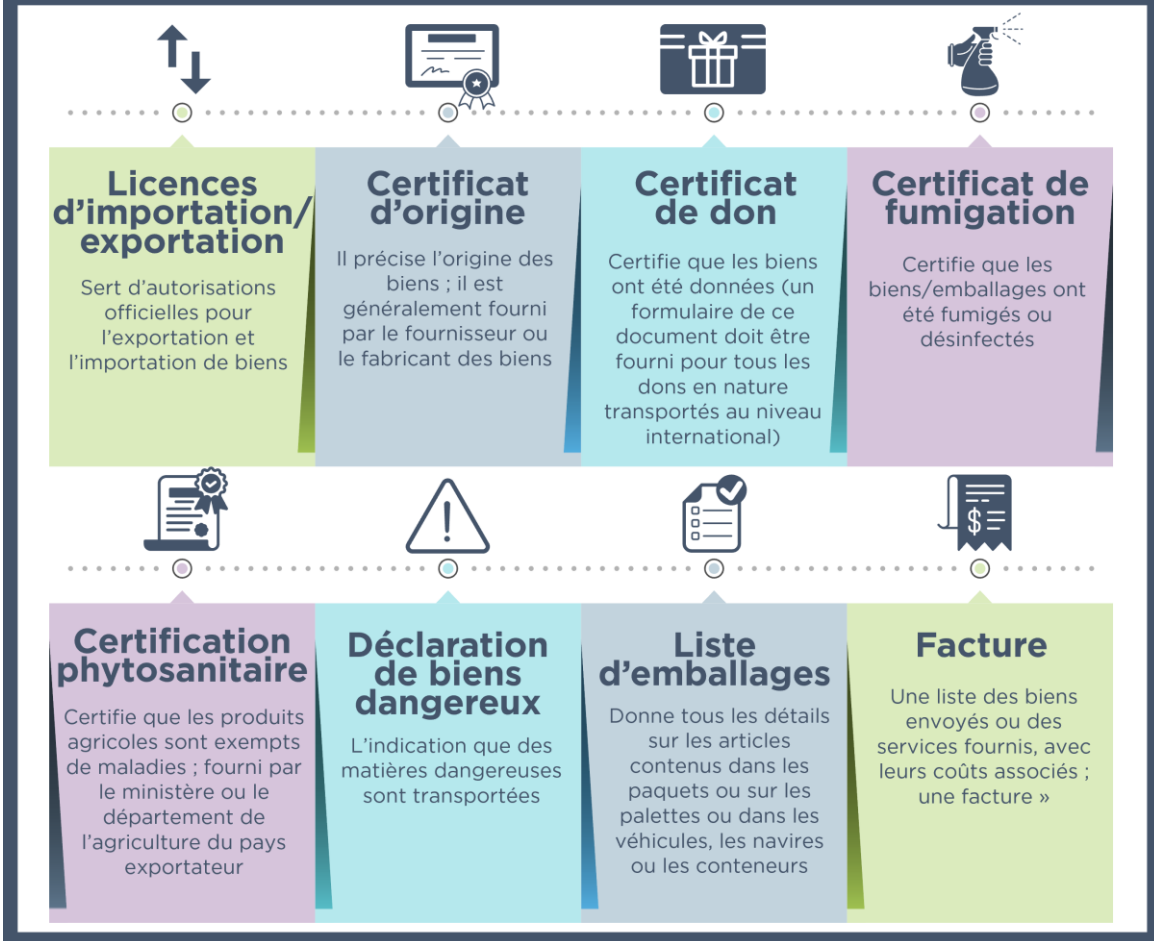 Licences
d'importation/
exportation
Sert d'autorisations
officielles pour
l'exportation et
l'importation de biens
Certificat
d'origine
Il précise l'origine des
biens ; il est
généralement fourni
par le fournisseur ou
le fabricant des biens
Certificat
de don
Certifie que les biens
ont été données (un
formulaire de ce
document doit être
fourni pour tous les
dons en nature
transportés au niveau
international)
Certificat de
fumigation
Certifie que les
biens/emballages ont
été fumigés ou
désinfectés
Certification
phytosanitaire
Certifie que les produits
agricoles sont exempts
de maladies ; fourni par
le ministère ou le
département de
l'agriculture du pays
exportateur
Déclaration
de biens
dangereux
L'indication que des
matières dangereuses
sont transportées
Liste
d'emballages
Donne tous les détails
sur les articles
contenus dans les
paquets ou sur les
palettes ou dans les
véhicules, les navires
ou les conteneurs
$
Facture
Une liste des biens
envoyés ou des
services fournis, avec
leurs coûts associés ;
une facture »